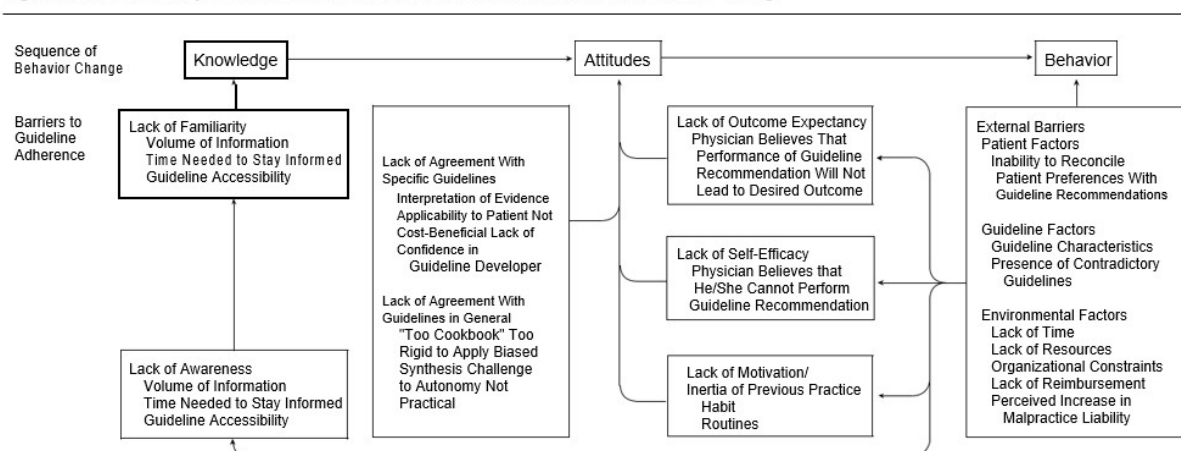 Sequence of
Behavior Change
Knowledge
Attitudes
Behavior
Barriers to
Guideline
Adherence
Lack of Familiarity
Volume of Information
Time Needed to Stay Informed
Guideline Accessibility
Lack of Awareness
Volume of Information
Time Needed to Stay Informed
Guideline Accessibility
Lack of Agreement With
Specific Guidelines
Interpretation of Evidence
Applicability to Patient Not
Cost-Beneficial Lack of
Confidence in
Guideline Developer
Lack of Agreement With
Guidelines in General
"Too Cookbook" Too
Rigid to Apply Biased
Synthesis Challenge
to Autonomy Not
Practical
Lack of Outcome Expectancy
Physician Believes That
Performance of Guideline
Recommendation Will Not
Lead to Desired Outcome
Lack of Self-Efficacy
Physician Believes that
He/She Cannot Perform
Guideline Recommendation
Lack of Motivation/
Inertia of Previous Practice
Habit
Routines
External Barriers
Patient Factors
Inability to Reconcile
Patient Preferences With
Guideline Recommendations
Guideline Factors
Guideline Characteristics
Presence of Contradictory
Guidelines
Environmental Factors
Lack of Time
Lack of Resources
Organizational Constraints
Lack of Reimbursement
Perceived Increase in
Malpractice Liability